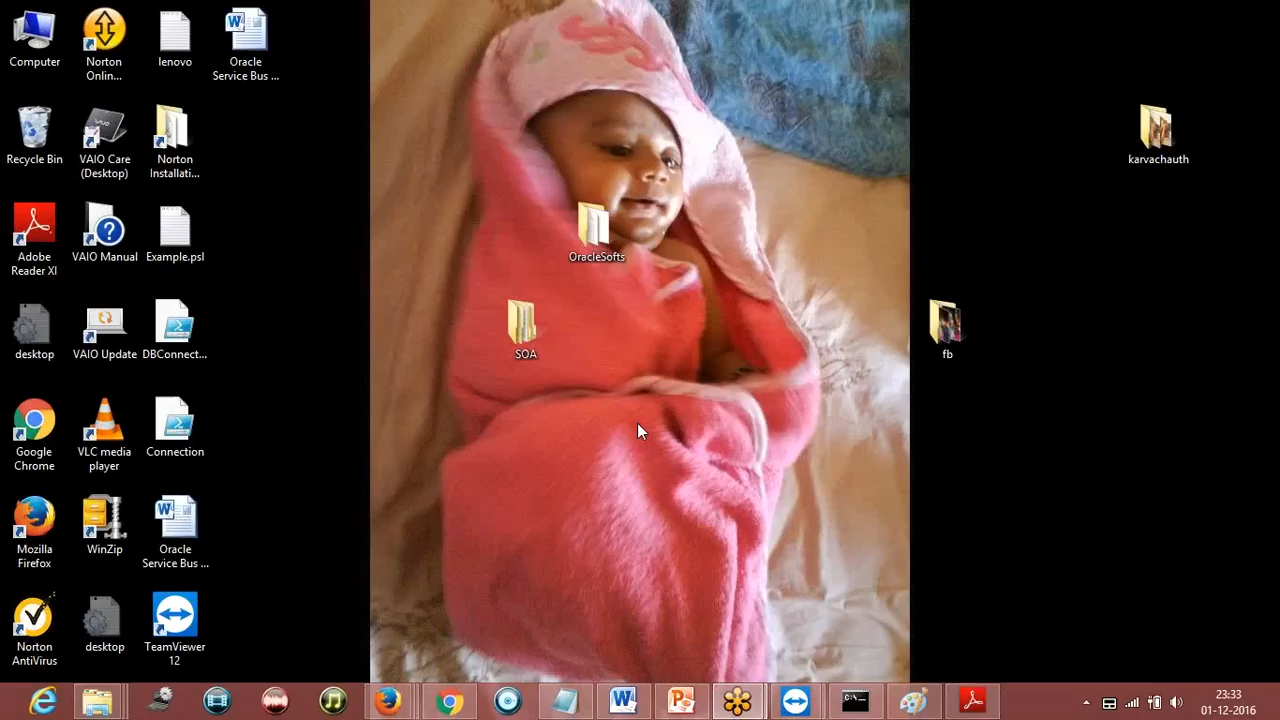 Computer
Norton
Online...
lenovo
Oracle
Service Bus ...
Recycle Bin
VAIO Care
(Desktop)
Norton
Installati...
karvachauth
Adobe
Reader XI
VAIO Manual
Example.psl
OracleSofts
desktop
VAIO Update
DBConnect...
SOA
fb
Google
Chrome
VLC media
player
Connection
Mozilla
Firefox
WinZip
Oracle
Service Bus ...
Norton
AntiVirus
desktop
TeamViewer
12
20:33
01-12-2016